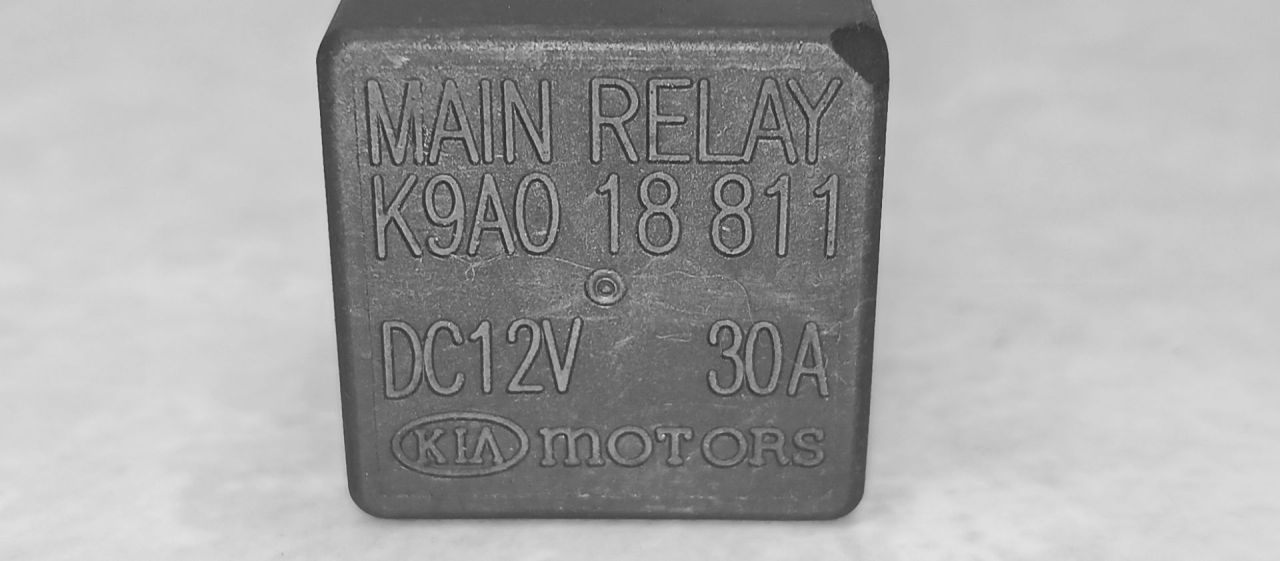 MAIN RELAY
K9A0 18 811
DC12V 30A
KIA MOTORS